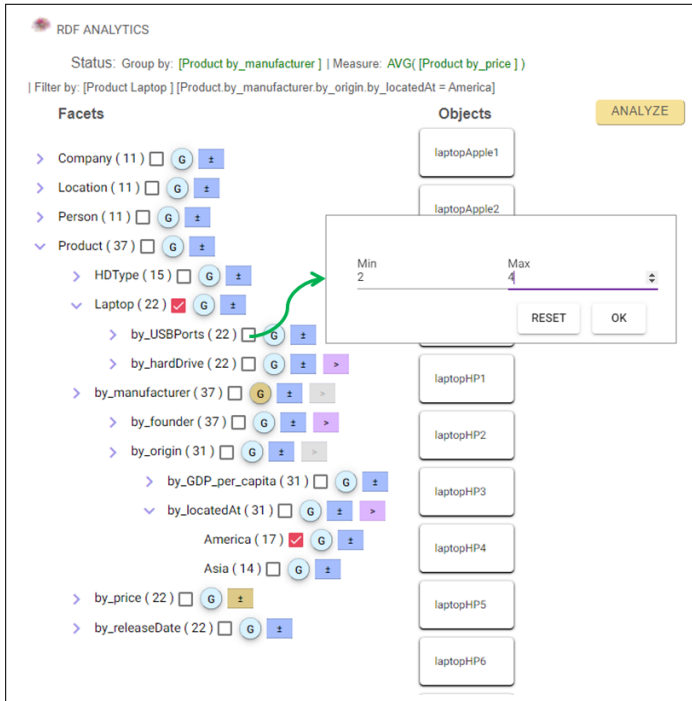 RDF ANALYTICS
Status: Group by: [Product by_manufacturer ] | Measure: AVG( [Product by_price ] )
| Filter by: [Product Laptop ] [Product.by_manufacturer.by_origin.by_locatedAt = America]
Facets
Objects
ANALYZE
Company ( 11 ) G ±
Location ( 11 ) G ±
Person ( 11 ) G ±
Product ( 37 ) G ±
HDType ( 15 ) G ±
Laptop ( 22 ) G ±
by_USBPorts ( 22 ) G ±
by_hardDrive ( 22 ) G ± >
by_manufacturer ( 37 ) G ± >
by_founder ( 37 ) G ± >
by_origin ( 31 ) G ± >
by_GDP_per_capita ( 31 ) G ±
by_locatedAt ( 31 ) G ± >
America ( 17 ) G ±
Asia ( 14 ) G ±
by_price ( 22 ) G ±
by_releaseDate ( 22 ) G ±
laptopApple1
laptopApple2
Min
2
Max
4
RESET
OK
laptopHP1
laptopHP2
laptopHP3
laptopHP4
laptopHP5
laptopHP6